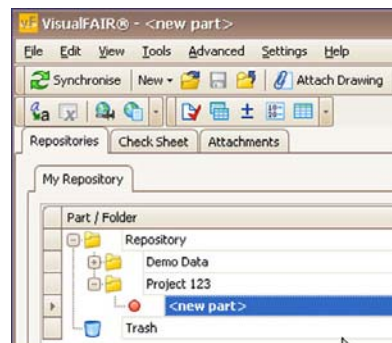 vF VisualFAIR® - <new part>
File Edit View Tools Advanced Settings Help
Synchronise New Attach Drawing
a x ±
Repositories Check Sheet Attachments
My Repository
Part / Folder
Repository
Demo Data
Project 123
<new part>
Trash